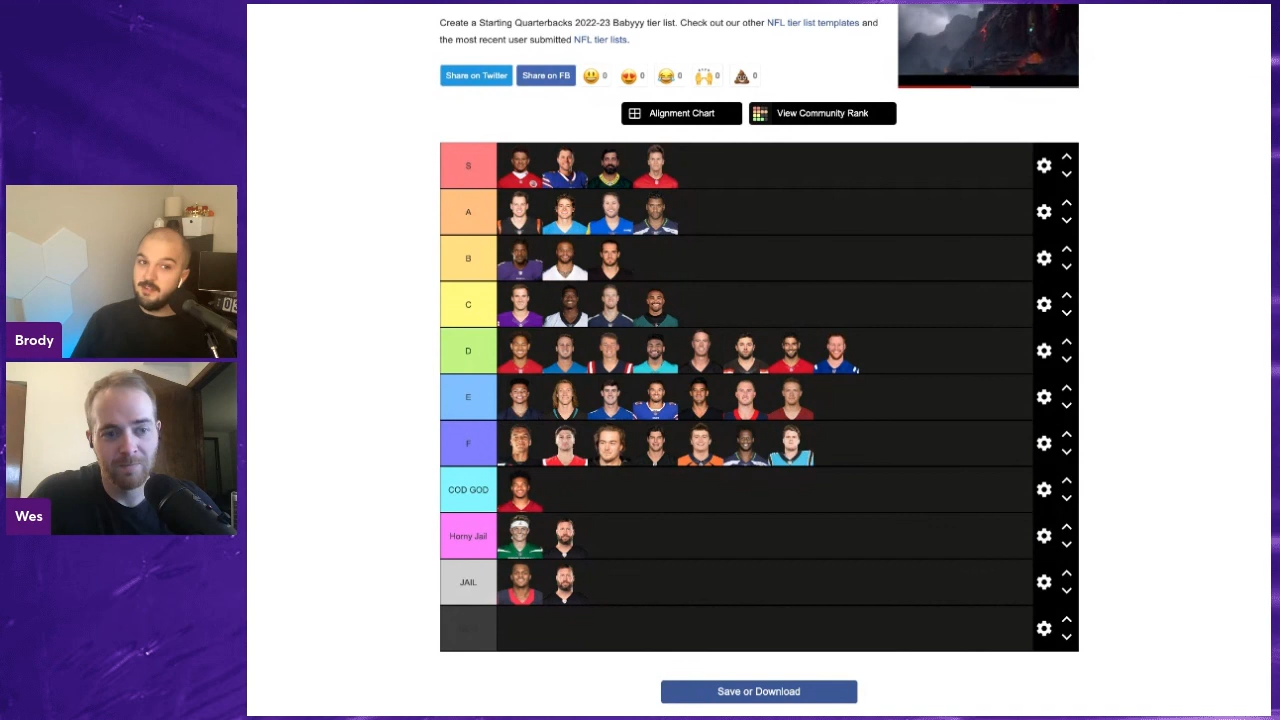 Create a Starting Quarterbacks 2022-23 Babyyy tier list. Check out our other NFL tier list templates and
the most recent user submitted NFL tier lists.
Share on Twitter Share on FB 0 0 0 0 0
Alignment Chart View Community Rank
S
A
B
C
D
E
F
COD GOD
Horny Jail
JAIL
Save or Download
Brody
Wes